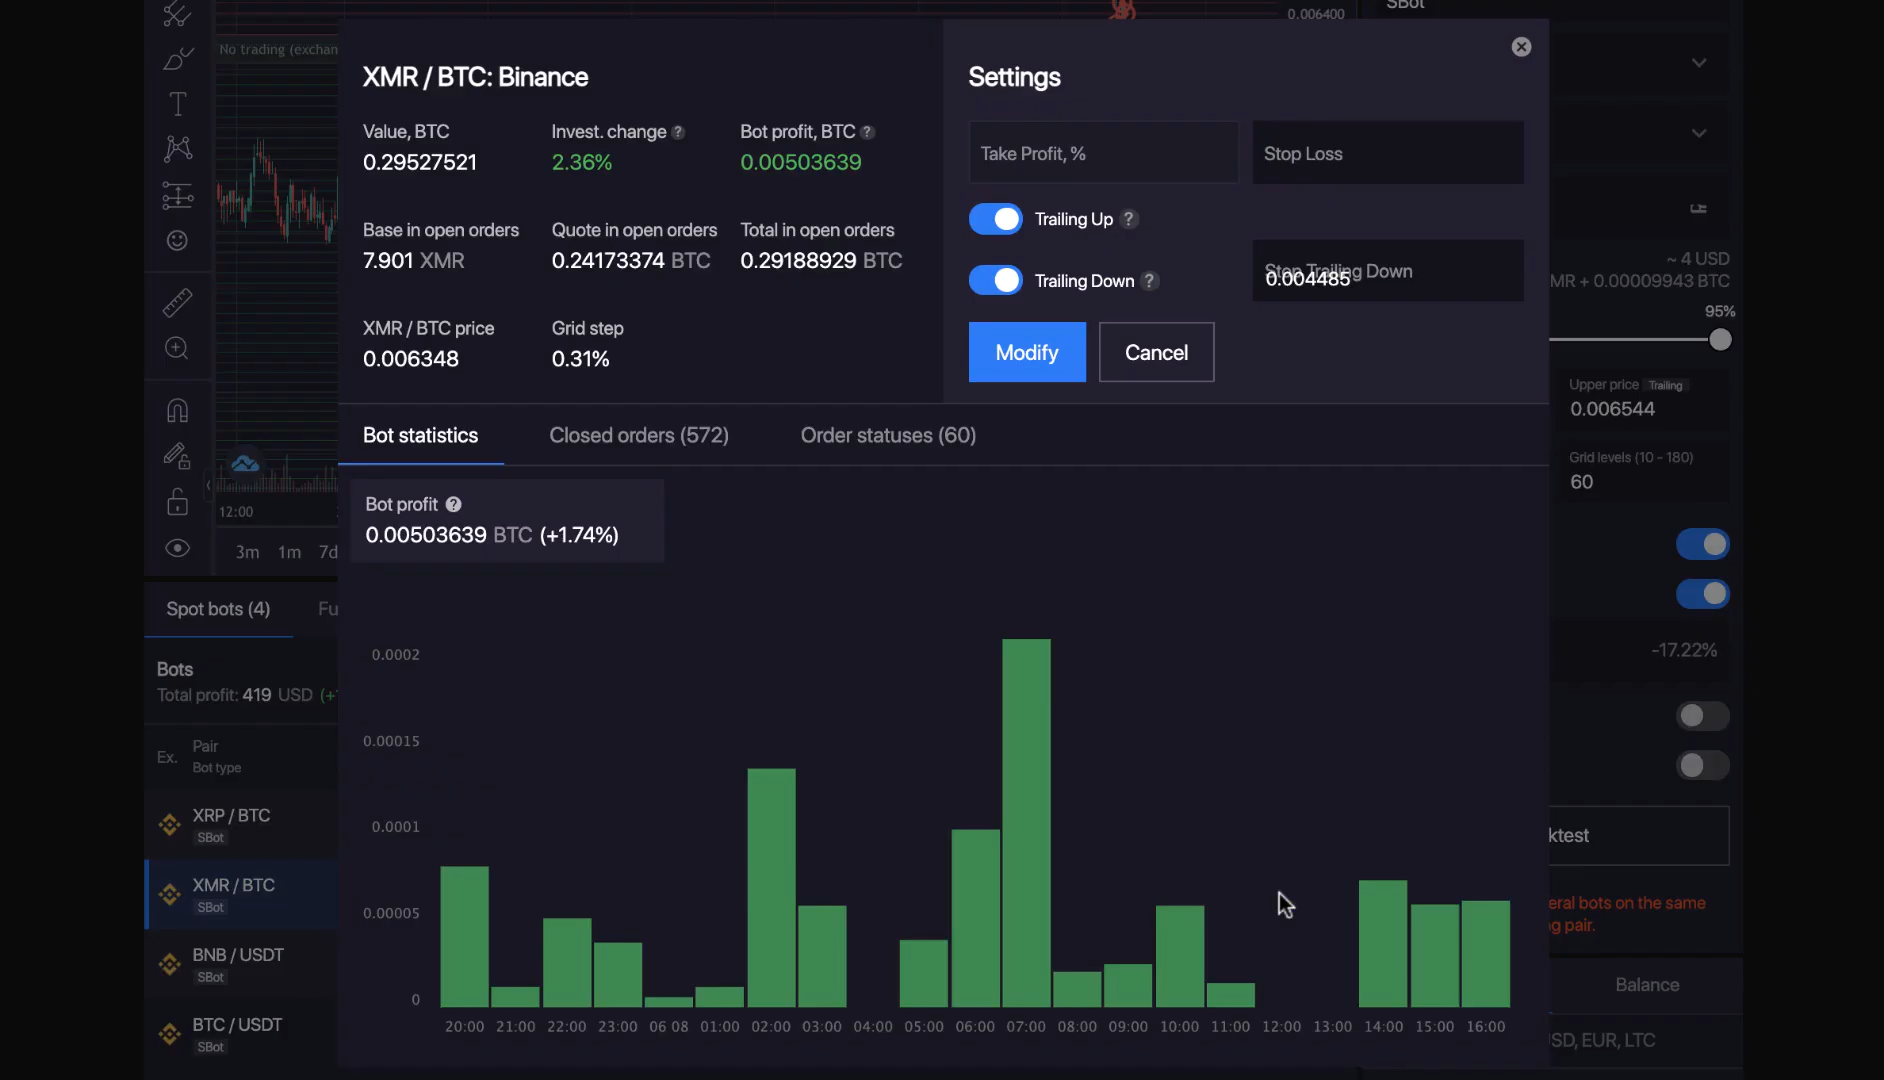 0.006400
SBot
No trading (exchan
XMR / BTC: Binance
Value, BTC
0.29527521
Invest. change ?
2.36%
Bot profit, BTC ?
0.00503639
Base in open orders
7.901 XMR
Quote in open orders
0.24173374 BTC
Total in open orders
0.29188929 BTC
XMR / BTC price
0.006348
Grid step
0.31%
Settings
Take Profit, %
Stop Loss
Trailing Up ?
Trailing Down ?
Stop Trailing Down
0.004485
Modify
Cancel
~ 4 USD
MR + 0.00009943 BTC
95%
Upper price Trailing
0.006544
Grid levels (10 - 180)
60
-17.22%
ktest
eral bots on the same
g pair.
Balance
SD, EUR, LTC
12:00
3m 1m 7d
Spot bots (4) Fu
Bots
Total profit: 419 USD (+
Ex.
Pair
Bot type
XRP / BTC
SBot
XMR / BTC
SBot
BNB / USDT
SBot
BTC / USDT
SBot
Bot statistics
Closed orders (572)
Order statuses (60)
Bot profit ?
0.00503639 BTC (+1.74%)
0.0002
0.00015
0.0001
0.00005
0
20:00 21:00 22:00 23:00 06 08 01:00 02:00 03:00 04:00 05:00 06:00 07:00 08:00 09:00 10:00 11:00 12:00 13:00 14:00 15:00 16:00